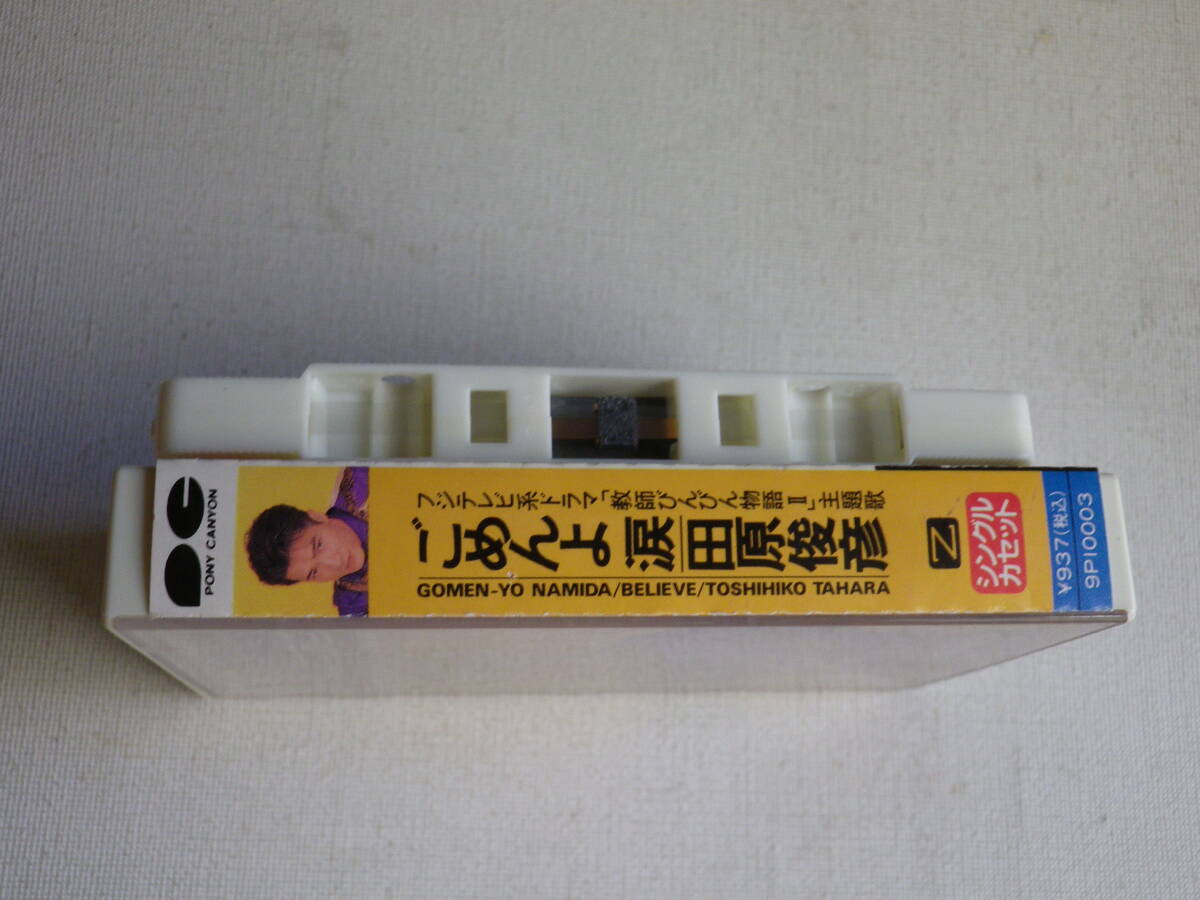 PONY CANYON
フジテレビ系ドラマ「教師びんびん物語Ⅱ」主題歌
ごめんよ涙
田原俊彦
GOMEN-YO NAMIDA/BELIEVE/TOSHIHIKO TAHARA
N
シングル
カセット
¥937(税込)
9PI0003